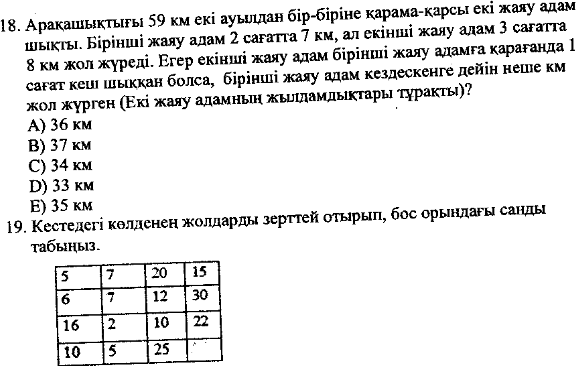 18. Арақашықтығы 59 км екі ауылдан бір-біріне қарама-қарсы екі жаяу адам
шықты. Бірінші жаяу адам 2 сағатта 7 км, ал екінші жаяу адам 3 сағатта
8 км жол жүреді. Егер екінші жаяу адам бірінші жаяу адамға қарағанда 1
сағат кеш шыққан болса, бірінші жаяу адам кездескенге дейін неше км
жол жүрген (Екі жаяу адамның жылдамдықтары тұрақты)?
A) 36 км
B) 37 км
C) 34 км
D) 33 км
E) 35 км
19. Кестедегі көлденен жолдарды зерттей отырып, бос орындағы санды
табыңыз.
5 7 20 15
6 7 12 30
16 2 10 22
10 5 25